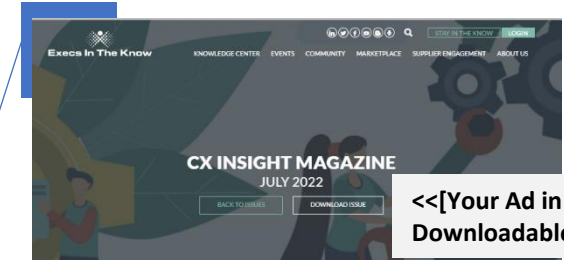 STAY IN THE KNOW LOGIN
Execs In The Know
KNOWLEDGE CENTER EVENTS COMMUNITY MARKETPLACE SUPPLIER ENGAGEMENT ABOUT US
CX INSIGHT MAGAZINE
JULY 2022
BACK TO ISSUES DOWNLOAD ISSUE
<<[Your Ad in
Downloadable